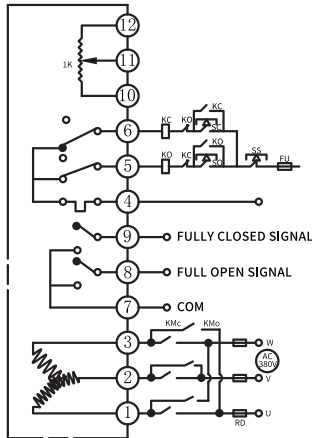 12
1K
11
10
KC
6
KC
KO
SC
SS
5
KO
KO
KC
SO
FU
4
9
FULLY CLOSED SIGNAL
8
FULL OPEN SIGNAL
7
COM
KMc
KMo
3
W
AC
380V
2
V
1
RD
U